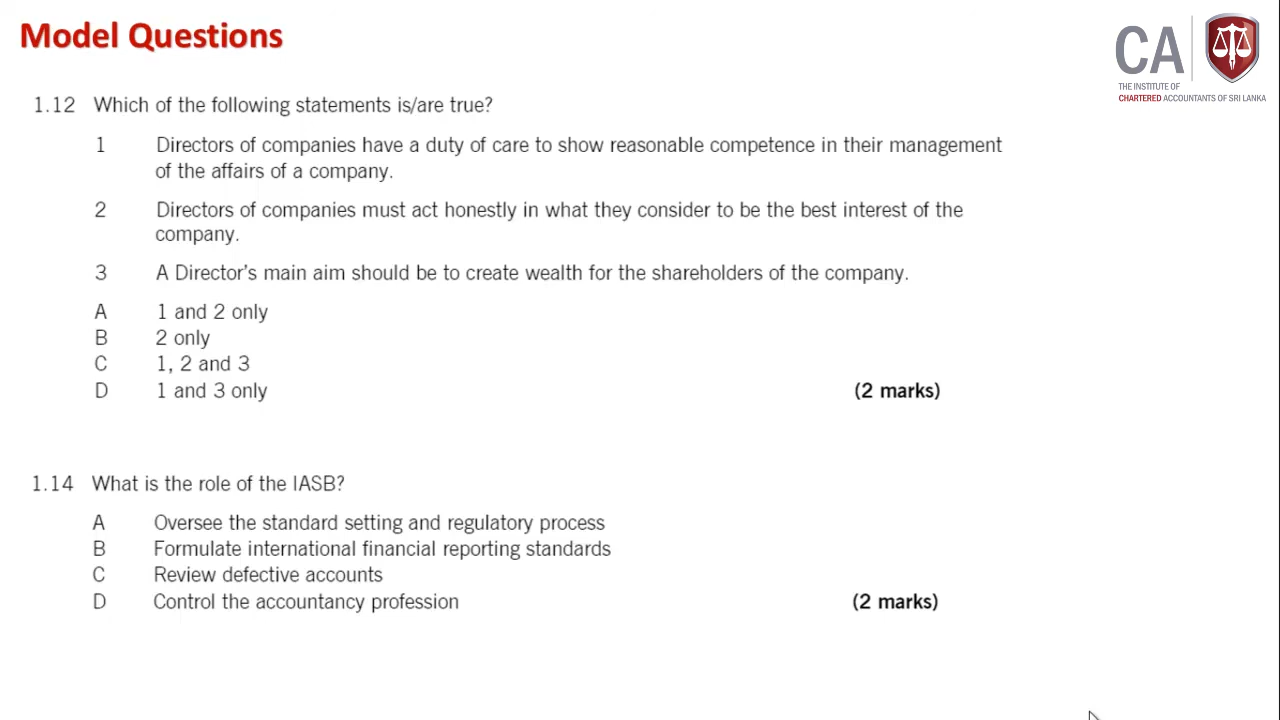 Model Questions
CA
THE INSTITUTE OF
CHARTERED ACCOUNTANTS OF SRI LANKA
1.12 Which of the following statements is/are true?
1 Directors of companies have a duty of care to show reasonable competence in their management
of the affairs of a company.
2 Directors of companies must act honestly in what they consider to be the best interest of the
company.
3 A Director's main aim should be to create wealth for the shareholders of the company.
A 1 and 2 only
B 2 only
C 1, 2 and 3
D 1 and 3 only (2 marks)
1.14 What is the role of the IASB?
A Oversee the standard setting and regulatory process
B Formulate international financial reporting standards
C Review defective accounts
D Control the accountancy profession (2 marks)